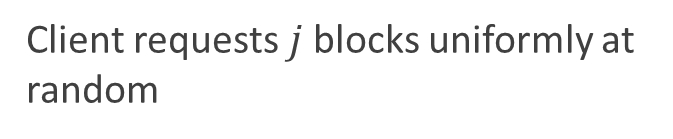 Client requests j blocks uniformly at
random